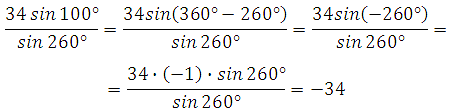 34 sin 100° / sin 260° = 34sin(360° − 260°) / sin 260° = 34sin(−260°) / sin 260° =
= 34 · (−1) · sin 260° / sin 260° = −34